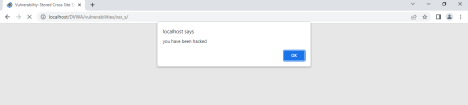 Vulnerability: Stored Cross Site S
localhost/DVWA/vulnerabilities/xss_s/
localhost says
you have been hacked
OK